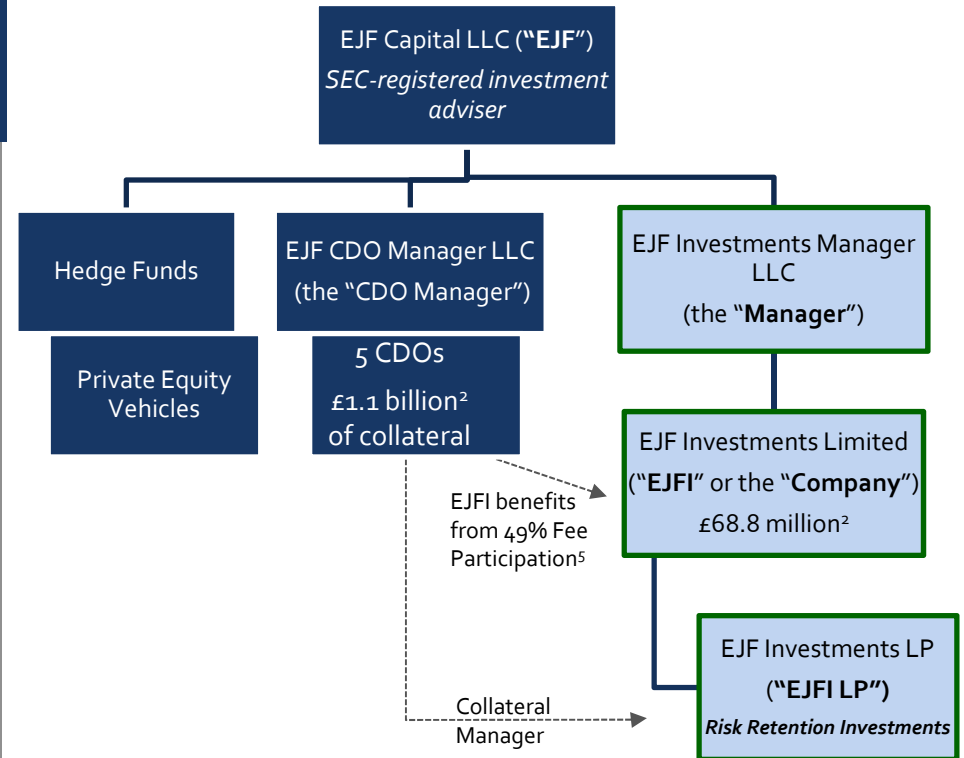 EJF Capital LLC (“EJF”)
SEC-registered investment
adviser
Hedge Funds
Private Equity
Vehicles
EJF CDO Manager LLC
(the “CDO Manager”)
5 CDOs
£1.1 billion²
of collateral
EJF Investments Manager
LLC
(the “Manager”)
EJF Investments Limited
(“EJFI” or the “Company”)
£68.8 million²
EJFI benefits
from 49% Fee
Participation⁵
EJF Investments LP
(“EJFI LP”)
Risk Retention Investments
Collateral
Manager